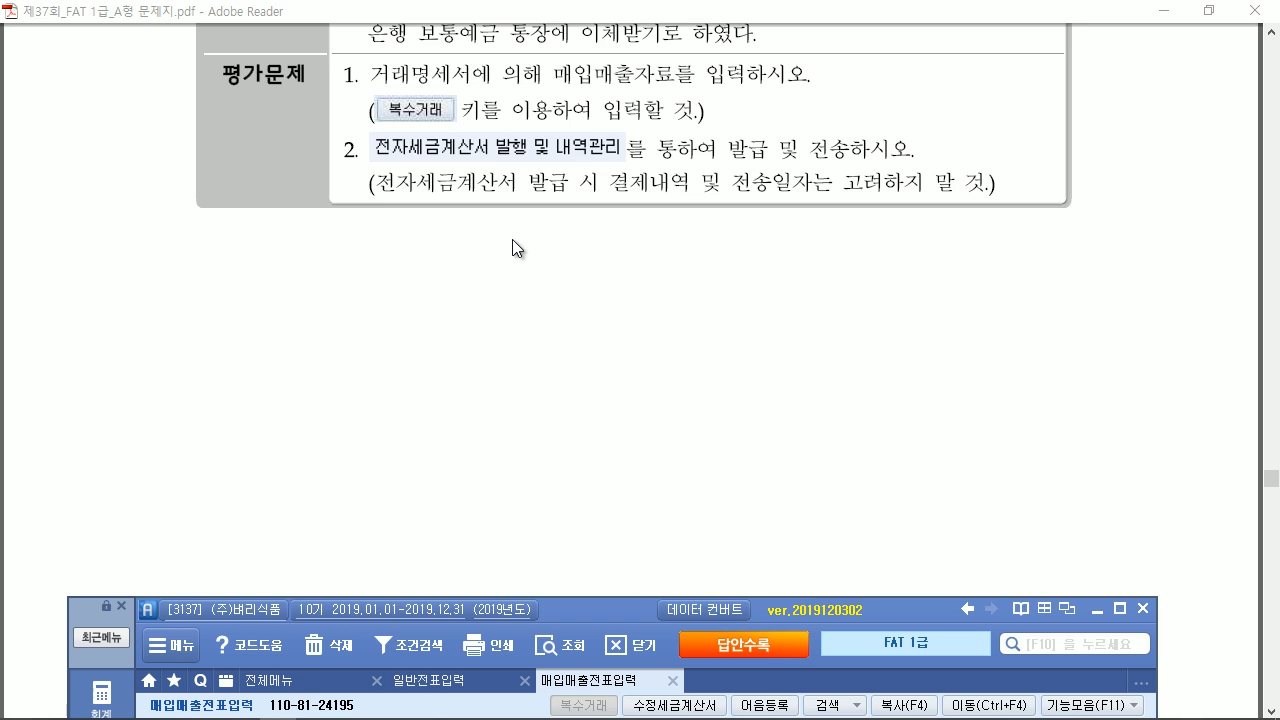 제37회_FAT 1급_A형 문제지.pdf - Adobe Reader
은행 보통예금 통장에 이체받기로 하였다.
평가문제
1. 거래명세서에 의해 매입매출자료를 입력하시오.
(복수거래 키를 이용하여 입력할 것.)
2. 전자세금계산서 발행 및 내역관리를 통하여 발급 및 전송하시오.
(전자세금계산서 발급 시 결제내역 및 전송일자는 고려하지 말 것.)
A [3137] (주)벼리식품 10기 2019.01.01-2019.12.31 (2019년도) 데이터 컨버트 ver.2019120302
최근메뉴 메뉴 ? 코드도움 삭제 조건검색 인쇄 조회 닫기 답안수록 FAT 1급 [F10] 을 누르세요
전체메뉴 일반전표입력 매입매출전표입력 ...
회계 매입매출전표입력 110-81-24195 복수거래 수정세금계산서 어음등록 검색 복사(F4) 이동(Ctrl+F4) 기능모음(F11)